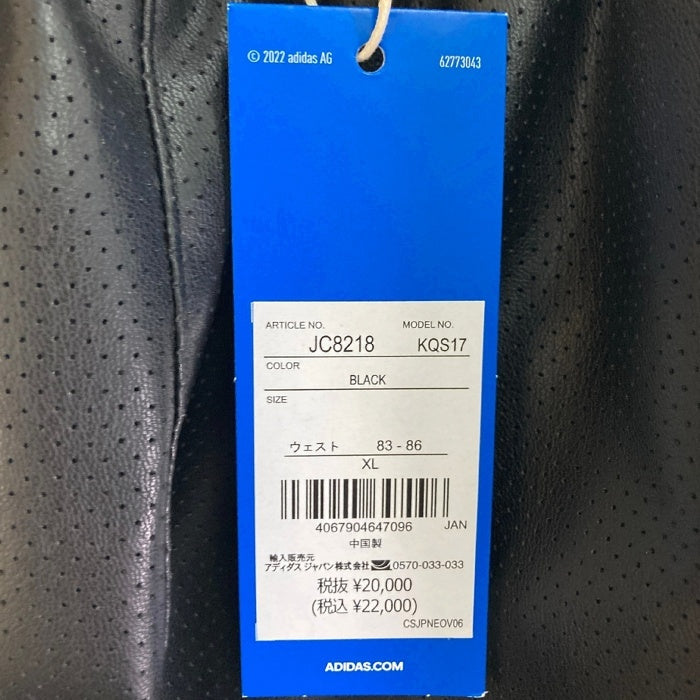 © 2022 adidas AG 62773043
ARTICLE NO. MODEL NO.
JC8218 KQS17
COLOR
BLACK
SIZE
ウェスト 83 - 86
XL
4067904647096 JAN
中国製
輸入販売元
アディダス ジャパン株式会社 0570-033-033
税抜 ¥20,000
(税込 ¥22,000)
CSJPNEOV06
ADIDAS.COM